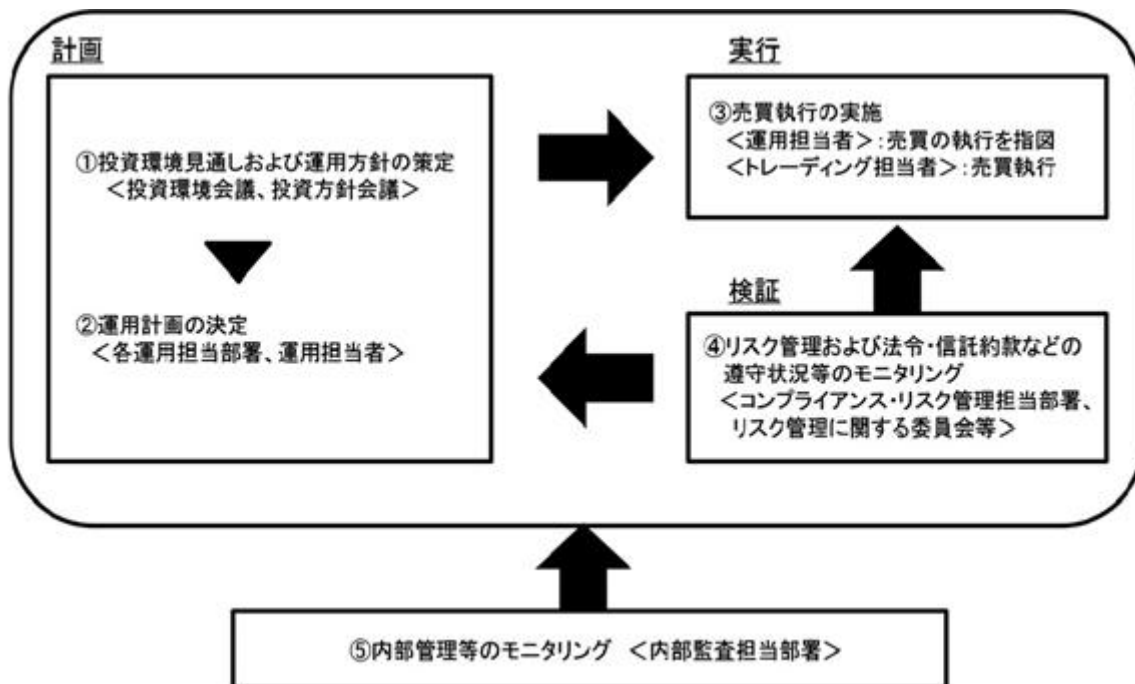 計画
①投資環境見通しおよび運用方針の策定
＜投資環境会議、投資方針会議＞
②運用計画の決定
＜各運用担当部署、運用担当者＞
実行
③売買執行の実施
＜運用担当者＞：売買の執行を指図
＜トレーディング担当者＞：売買執行
検証
④リスク管理および法令・信託約款などの
遵守状況等のモニタリング
＜コンプライアンス・リスク管理担当部署、
リスク管理に関する委員会等＞
⑤内部管理等のモニタリング　＜内部監査担当部署＞